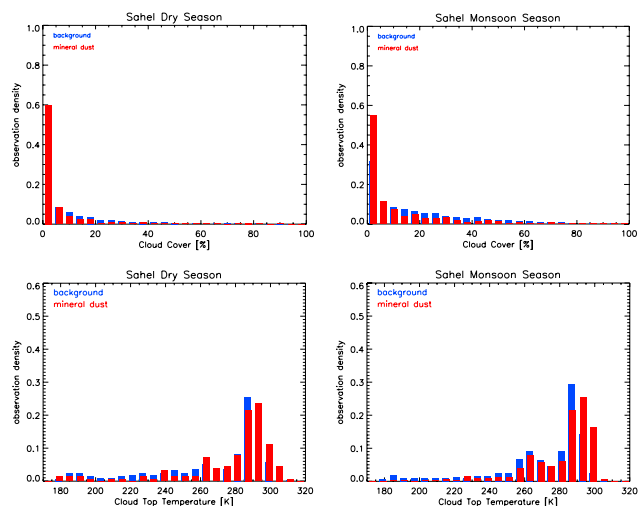 Sahel Dry Season
background
mineral dust
observation density
1.0
0.8
0.6
0.4
0.2
0.0
0 20 40 60 80 100
Cloud Cover [%]
Sahel Monsoon Season
background
mineral dust
observation density
1.0
0.8
0.6
0.4
0.2
0.0
0 20 40 60 80 100
Cloud Cover [%]
Sahel Dry Season
background
mineral dust
observation density
0.6
0.5
0.4
0.3
0.2
0.1
0.0
180 200 220 240 260 280 300 320
Cloud Top Temperature [K]
Sahel Monsoon Season
background
mineral dust
observation density
0.6
0.5
0.4
0.3
0.2
0.1
0.0
180 200 220 240 260 280 300 320
Cloud Top Temperature [K]